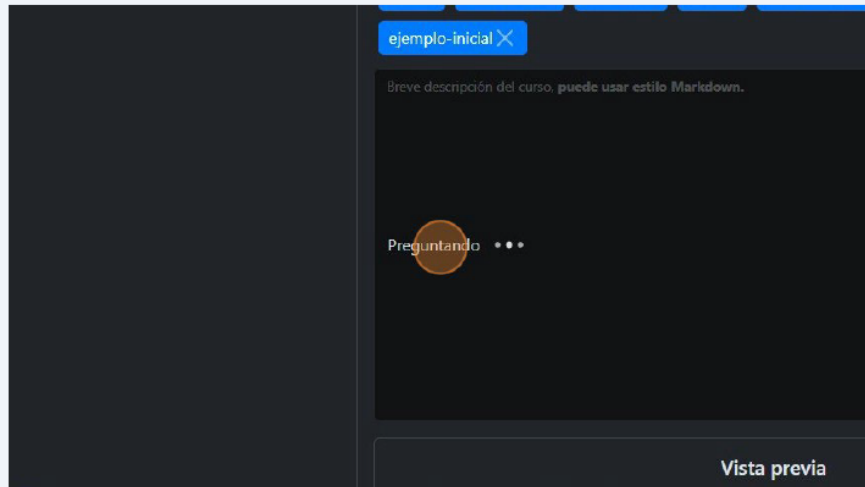 ejemplo-inicial
Breve descripción del curso, puede usar estilo Markdown.
Preguntando
Vista previa